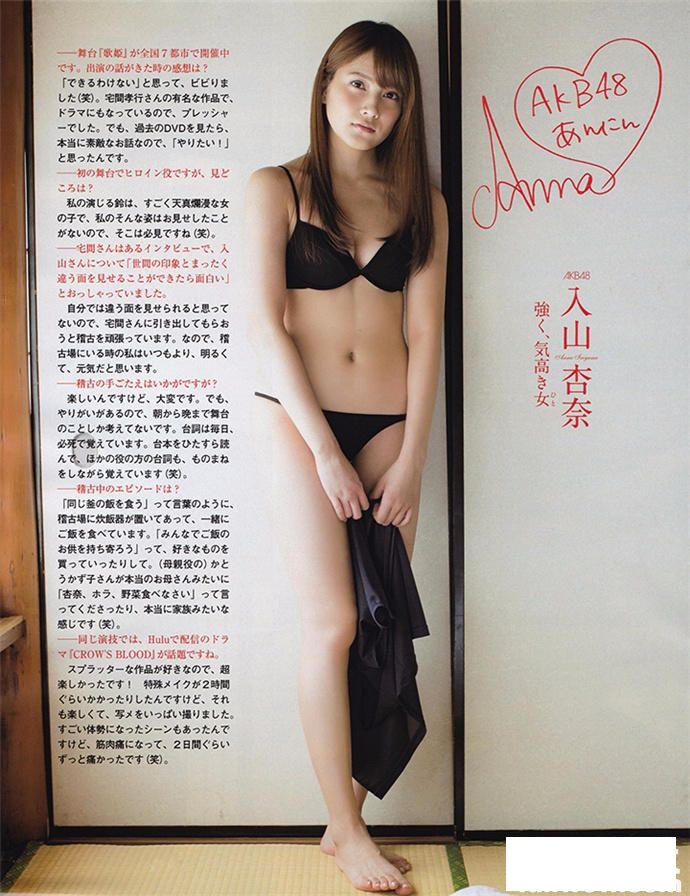 ――舞台『歌姫』が全国7都市で開催中
です。出演の話がきた時の感想は？
「できるわけない」と思って、ビビりま
した(笑)。宅間孝行さんの有名な作品で、
ドラマにもなっているので、プレッシャ
ーでした。でも、過去のDVDを見たら、
本当に素敵なお話なので、「やりたい！」
と思ったんです。
――初の舞台でヒロイン役ですが、見ど
ころは？
私の演じる鈴は、すごく天真爛漫な女
の子で、私のそんな姿はお見せしたこと
がないので、そこは必見ですね(笑)。
――宅間さんはあるインタビューで、入
山さんについて「世間の印象とまったく
違う面を見せることができたら面白い」
とおっしゃっていました。
自分では違う面を見せられると思って
ないので、宅間さんに引き出してもらお
うと稽古を頑張っています。なので、稽
古場にいる時の私はいつもより、明るく
て、元気だと思います。
――稽古の手ごたえはいかがですが？
楽しいんですけど、大変です。でも、
やりがいがあるので、朝から晩まで舞台
のことしか考えてないです。台詞は毎日、
必死で覚えています。台本をひたすら読
んで、ほかの役の方の台詞も、ものまね
をしながら覚えています(笑)。
――稽古中のエピソードは？
「同じ釜の飯を食う」って言葉のように、
稽古場に炊飯器が置いてあって、一緒に
ご飯を食べています。「みんなでご飯の
お供を持ち寄ろう」って、好きなものを
買っていったりして。(母親役の)かと
うかず子さんが本当のお母さんみたいに
「杏奈、ホラ、野菜食べなさい」って言
ってくださったり、本当に家族みたいな
感じです(笑)。
――同じ演技では、Huluで配信のドラ
マ『CROW'S BLOOD』が話題ですね。
スプラッターな作品が好きなので、超
楽しかったです！　特殊メイクが2時間
ぐらいかかったりしたんですけど、それ
も楽しくて、写メをいっぱい撮りました。
すごい体勢になったシーンもあったんで
すけど、筋肉痛になって、2日間ぐらい
ずっと痛かったです(笑)。
AKB48
あんにん
Anna
AKB48
入山杏奈
Anna Iriyama
強く、気高き女
ひと